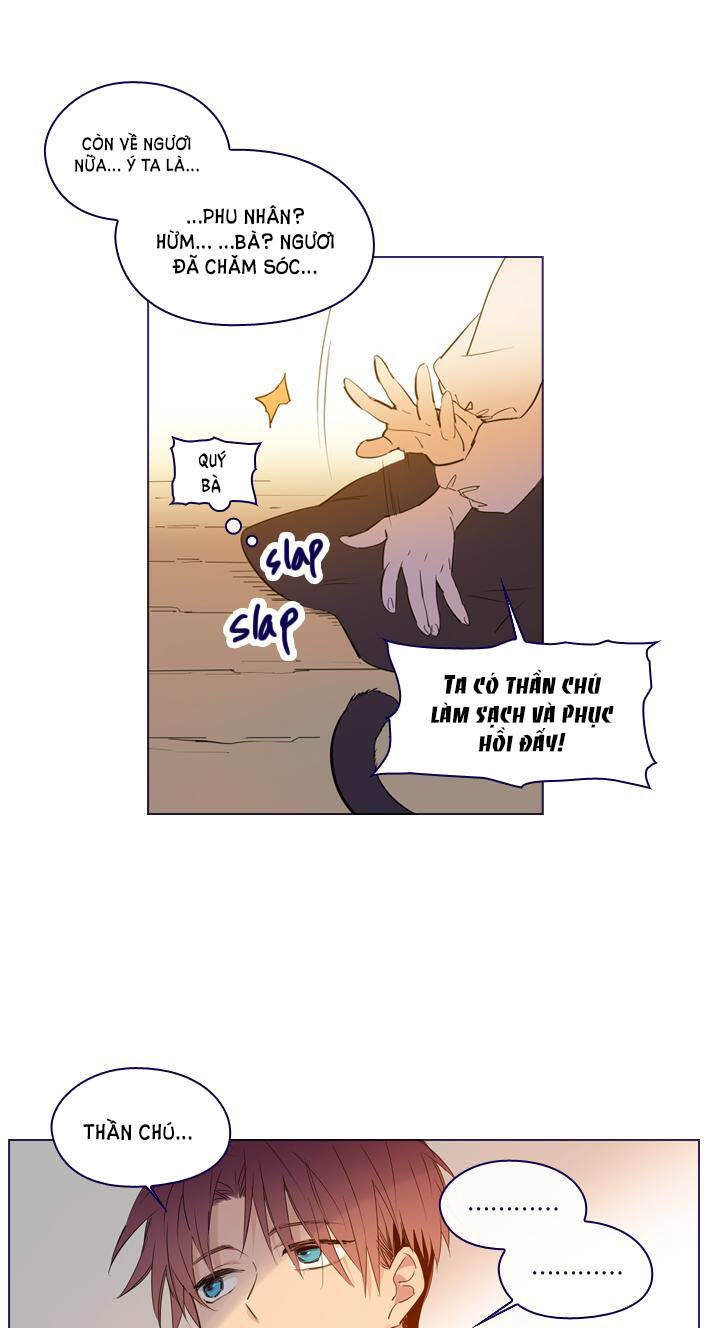 CÒN VỀ NGƯƠI
NỮA... Ý TA LÀ...
...PHU NHÂN?
HỪM... ...BÀ? NGƯƠI
ĐÃ CHĂM SÓC...
QUÝ
BÀ
slap
slap
TA CÓ THẦN CHÚ
LÀM SẠCH VÀ PHỤC
HỒI ĐẤY!
THẦN CHÚ...
............
............